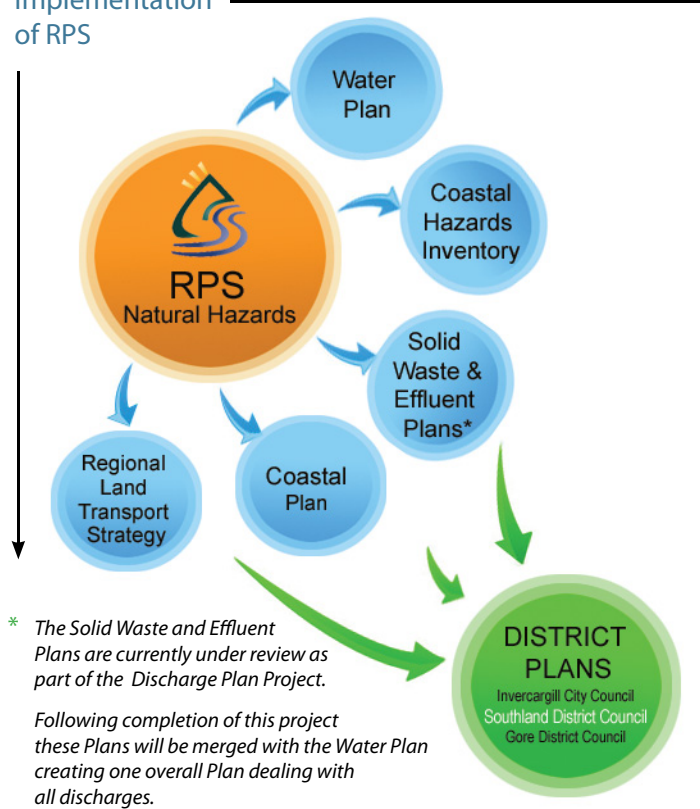 Implementation
of RPS
Water
Plan
Coastal
Hazards
Inventory
RPS
Natural Hazards
Solid
Waste &
Effluent
Plans*
Regional
Land
Transport
Strategy
Coastal
Plan
* The Solid Waste and Effluent
Plans are currently under review as
part of the Discharge Plan Project.
Following completion of this project
these Plans will be merged with the Water Plan
creating one overall Plan dealing with
all discharges.
DISTRICT
PLANS
Invercargill City Council
Southland District Council
Gore District Council